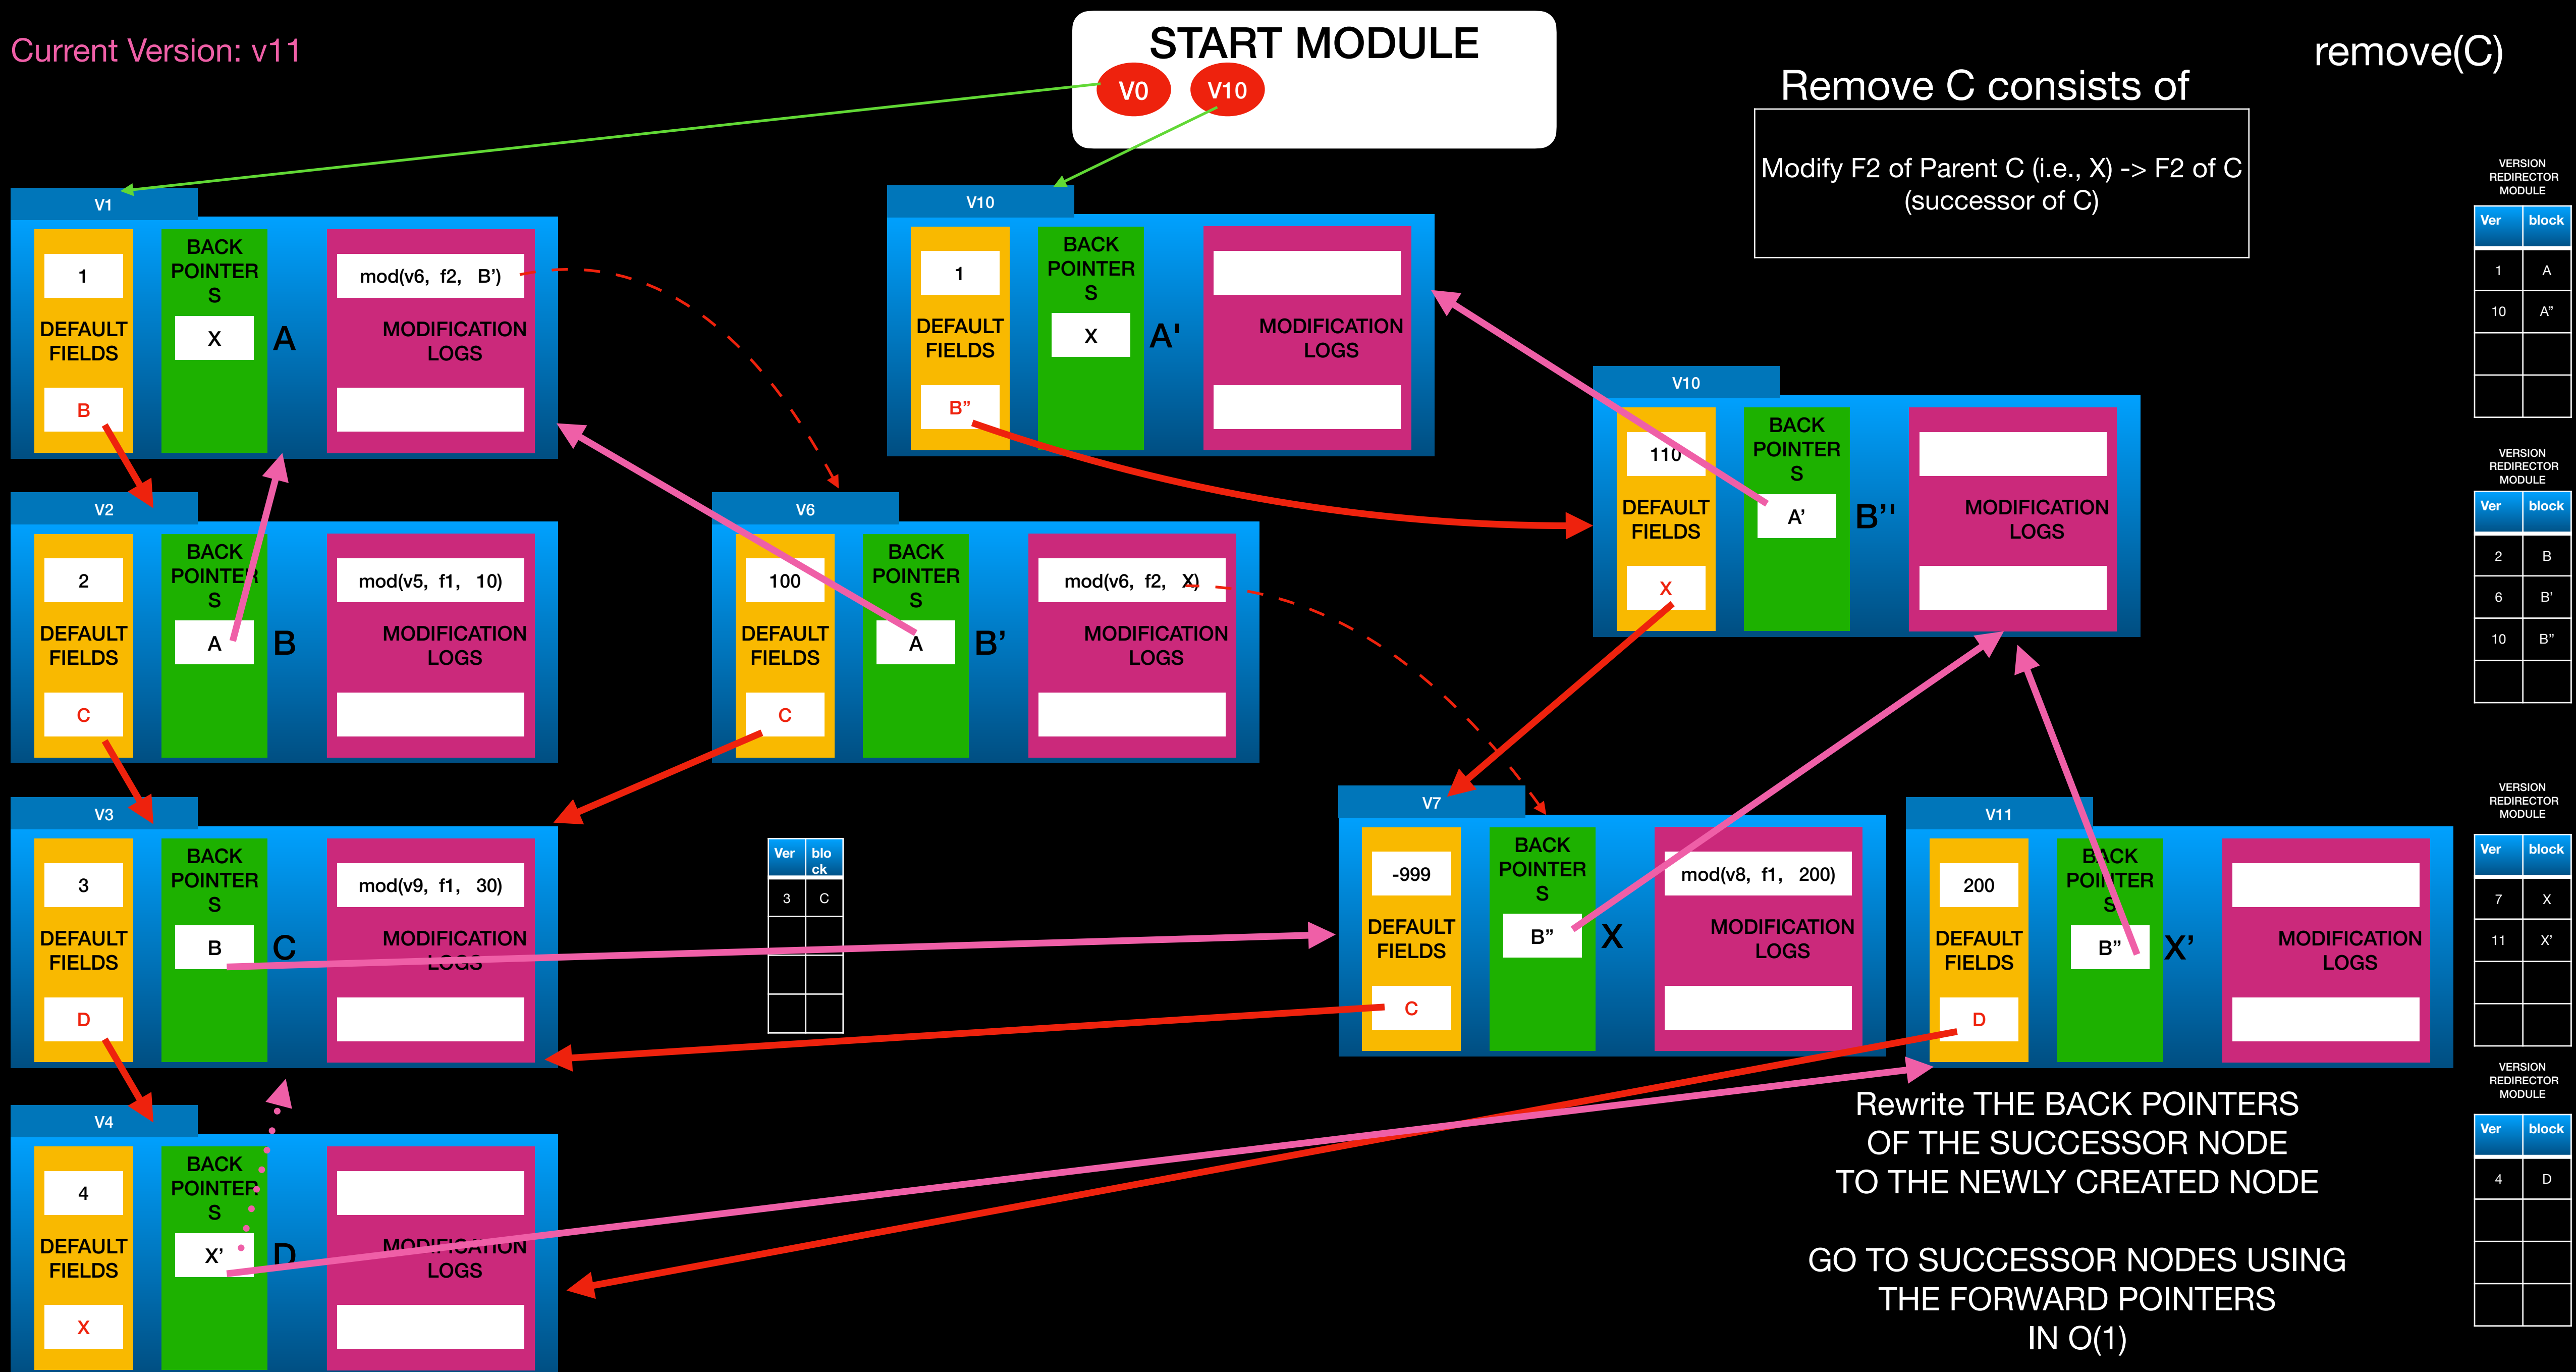 Current Version: v11
START MODULE
V0
V10
remove(C)
Remove C consists of
Modify F2 of Parent C (i.e., X) -> F2 of C
(successor of C)
V1
1
DEFAULT
FIELDS
B
BACK
POINTER
S
X
A
mod(v6, f2, B’)
MODIFICATION
LOGS
V10
1
DEFAULT
FIELDS
B”
BACK
POINTER
S
X
A'
MODIFICATION
LOGS
V10
110
DEFAULT
FIELDS
X
BACK
POINTER
S
A’
B''
MODIFICATION
LOGS
V2
2
DEFAULT
FIELDS
C
BACK
POINTER
S
A
B
mod(v5, f1, 10)
MODIFICATION
LOGS
V6
100
DEFAULT
FIELDS
C
BACK
POINTER
S
A
B’
mod(v6, f2, X)
MODIFICATION
LOGS
V3
3
DEFAULT
FIELDS
D
BACK
POINTER
S
B
C
mod(v9, f1, 30)
MODIFICATION
LOGS
Ver blo
ck
3 C
V7
-999
DEFAULT
FIELDS
C
BACK
POINTER
S
B”
X
mod(v8, f1, 200)
MODIFICATION
LOGS
V11
200
DEFAULT
FIELDS
D
BACK
POINTER
S
B”
X’
MODIFICATION
LOGS
V4
4
DEFAULT
FIELDS
X
BACK
POINTER
S
X’
D
MODIFICATION
LOGS
Rewrite THE BACK POINTERS
OF THE SUCCESSOR NODE
TO THE NEWLY CREATED NODE
GO TO SUCCESSOR NODES USING
THE FORWARD POINTERS
IN O(1)
VERSION
REDIRECTOR
MODULE
Ver block
1 A
10 A”
VERSION
REDIRECTOR
MODULE
Ver block
2 B
6 B’
10 B”
VERSION
REDIRECTOR
MODULE
Ver block
7 X
11 X’
VERSION
REDIRECTOR
MODULE
Ver block
4 D